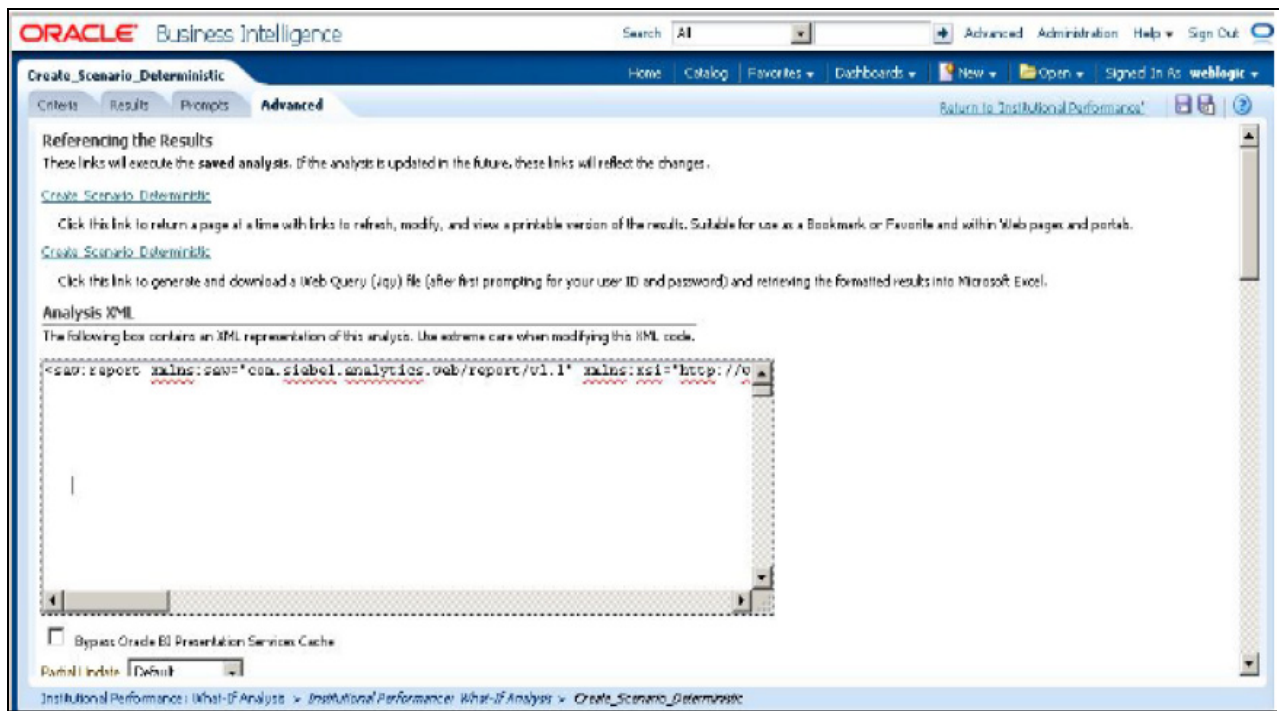 ORACLE Business Intelligence Search All Advanced Administration Help Sign Out
Create_Scenario_Deterministic Home Catalog Favorites Dashboards New Open Signed In As weblogic
Criteria Results Prompts Advanced Return to "Institutional Performance"
Referencing the Results
These links will execute the saved analysis. If the analysis is updated in the future, these links will reflect the changes.
Create_Scenario_Deterministic
Click this link to return a page at a time with links to refresh, modify, and view a printable version of the results. Suitable for use as a Bookmark or Favorite and within Web pages and portals.
Create_Scenario_Deterministic
Click this link to generate and download a Web Query (.iqy) file (after first prompting for your user ID and password) and retrieving the formatted results into Microsoft Excel.
Analysis XML
The following box contains an XML representation of this analysis. Use extreme care when modifying this XML code.
<saw:report xmlns:saw="com.siebel.analytics.web/report/v1.1" xmlns:xsi="http://w
Bypass Oracle BI Presentation Services Cache
Partial Update Default
Institutional Performance: What-If Analysis > Institutional Performance: What-If Analysis > Create_Scenario_Deterministic